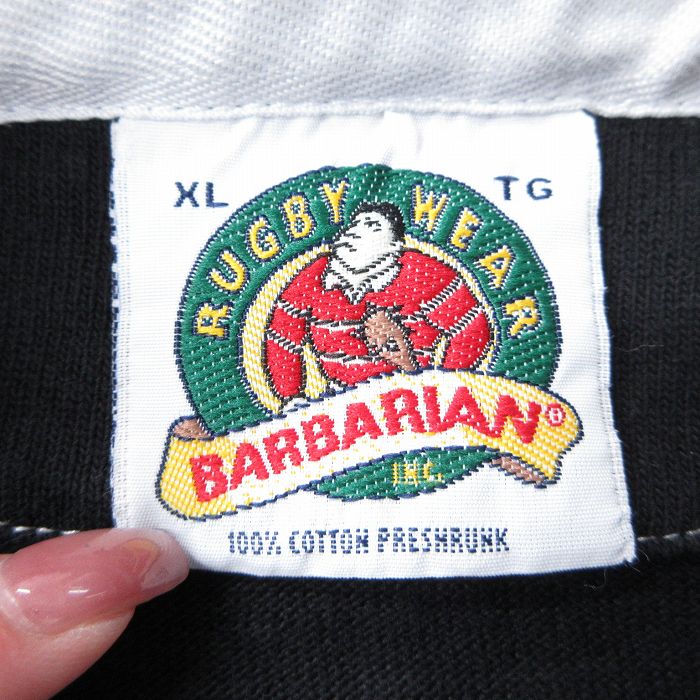 XL TG
RUGBY WEAR
BARBARIAN®
INC.
100% COTTON PRESHRUNK